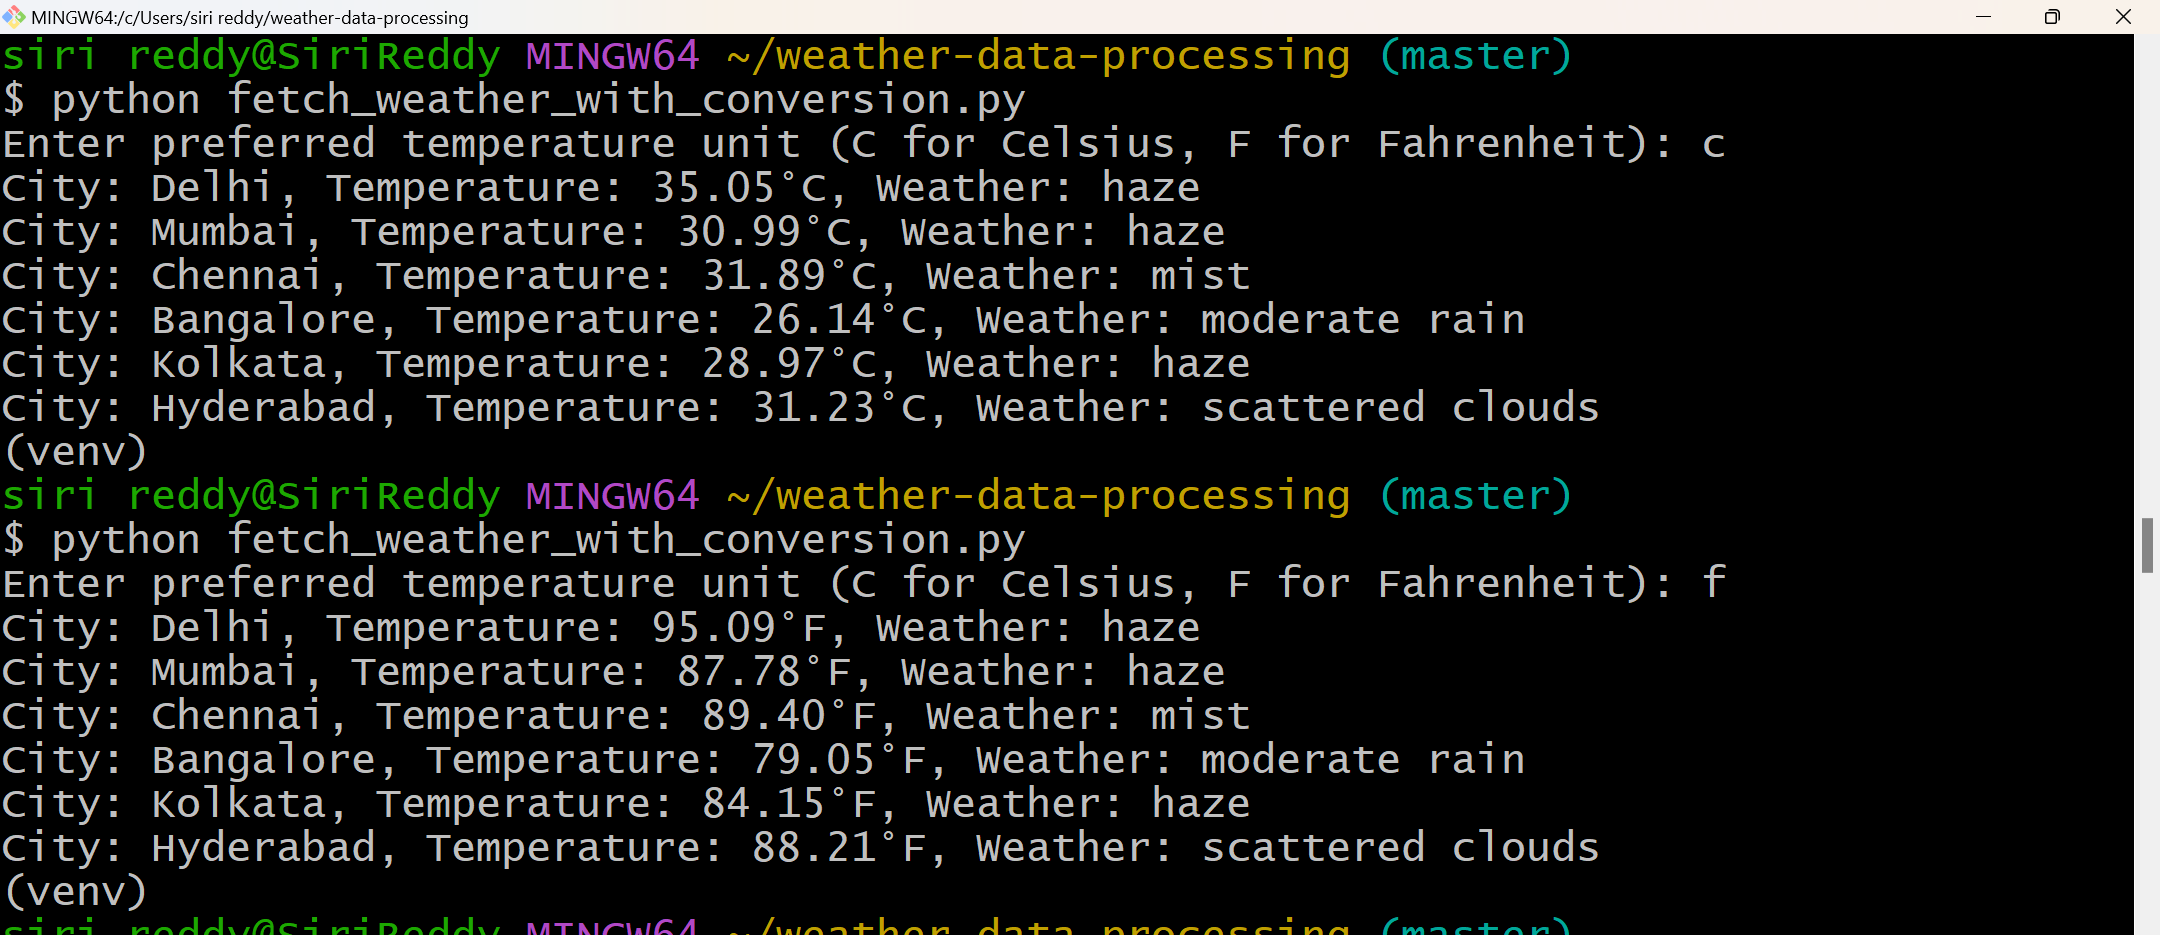 MINGW64:/c/Users/siri reddy/weather-data-processing
siri reddy@SiriReddy MINGW64 ~/weather-data-processing (master)
$ python fetch_weather_with_conversion.py
Enter preferred temperature unit (C for Celsius, F for Fahrenheit): c
City: Delhi, Temperature: 35.05°C, Weather: haze
City: Mumbai, Temperature: 30.99°C, Weather: haze
City: Chennai, Temperature: 31.89°C, Weather: mist
City: Bangalore, Temperature: 26.14°C, Weather: moderate rain
City: Kolkata, Temperature: 28.97°C, Weather: haze
City: Hyderabad, Temperature: 31.23°C, Weather: scattered clouds
(venv)
siri reddy@SiriReddy MINGW64 ~/weather-data-processing (master)
$ python fetch_weather_with_conversion.py
Enter preferred temperature unit (C for Celsius, F for Fahrenheit): f
City: Delhi, Temperature: 95.09°F, Weather: haze
City: Mumbai, Temperature: 87.78°F, Weather: haze
City: Chennai, Temperature: 89.40°F, Weather: mist
City: Bangalore, Temperature: 79.05°F, Weather: moderate rain
City: Kolkata, Temperature: 84.15°F, Weather: haze
City: Hyderabad, Temperature: 88.21°F, Weather: scattered clouds
(venv)
siri reddy@SiriReddy MINGW64 ~/weather-data-processing (master)